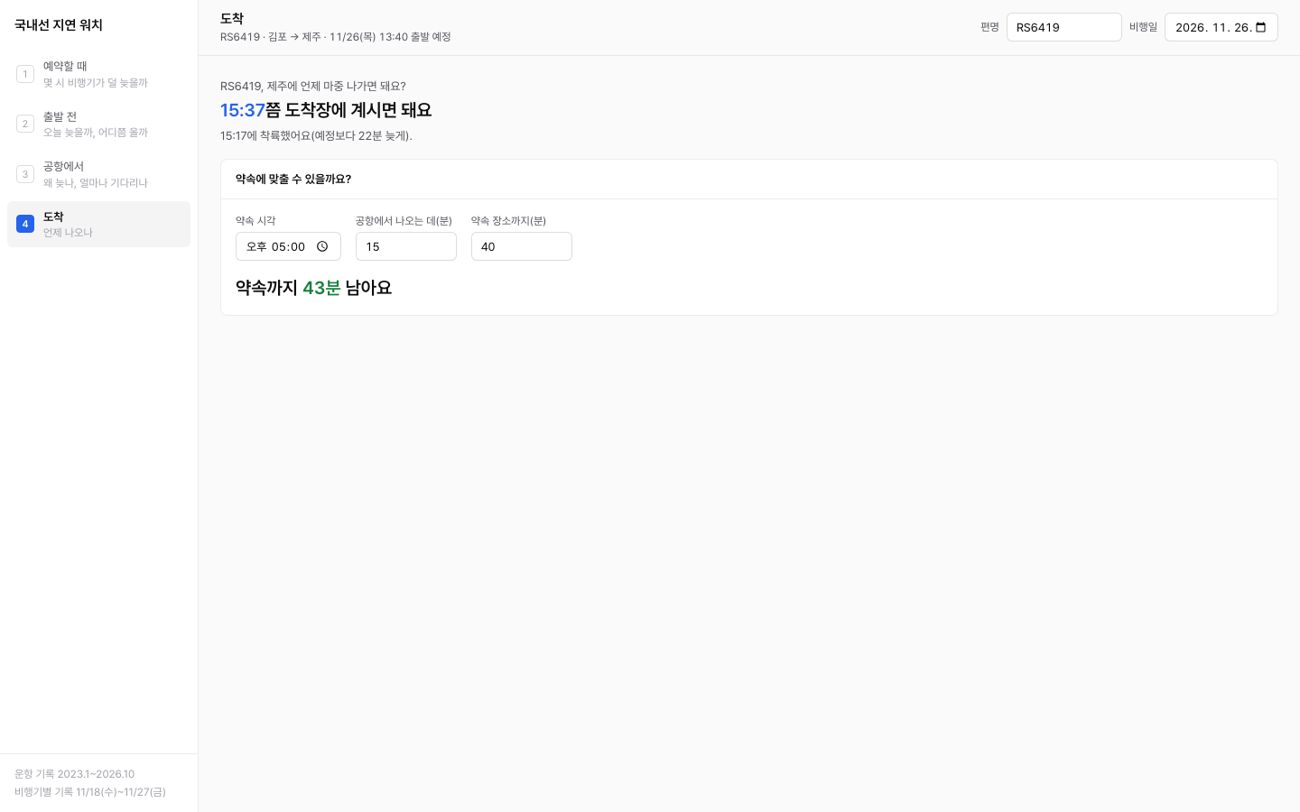 국내선 지연 워치
1
예약할 때
몇 시 비행기가 덜 늦을까
2
출발 전
오늘 늦을까, 어디쯤 올까
3
공항에서
왜 늦나, 얼마나 기다리나
4
도착
언제 나오나
운항 기록 2023.1~2026.10
비행기별 기록 11/18(수)~11/27(금)
도착
RS6419 · 김포 → 제주 · 11/26(목) 13:40 출발 예정
편명 RS6419 비행일 2026. 11. 26.
RS6419, 제주에 언제 마중 나가면 돼요?
15:37쯤 도착장에 계시면 돼요
15:17에 착륙했어요(예정보다 22분 늦게).
약속에 맞출 수 있을까요?
약속 시각 공항에서 나오는 데(분) 약속 장소까지(분)
오후 05:00 15 40
약속까지 43분 남아요